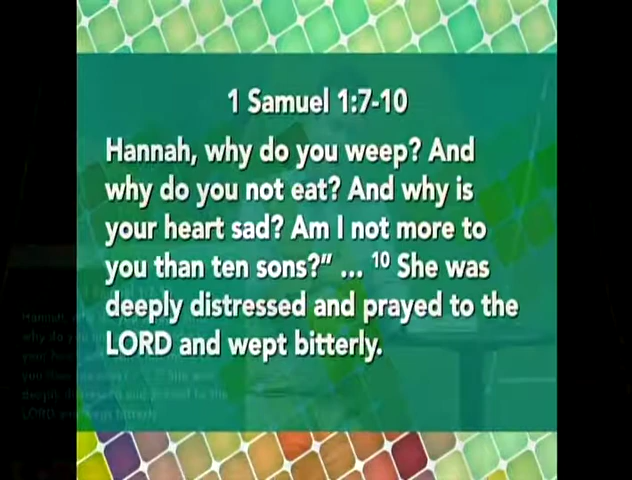 1 Samuel 1:7-10
Hannah, why do you weep? And
why do you not eat? And why is
your heart sad? Am I not more to
you than ten sons?” ... ¹⁰ She was
deeply distressed and prayed to the
LORD and wept bitterly.